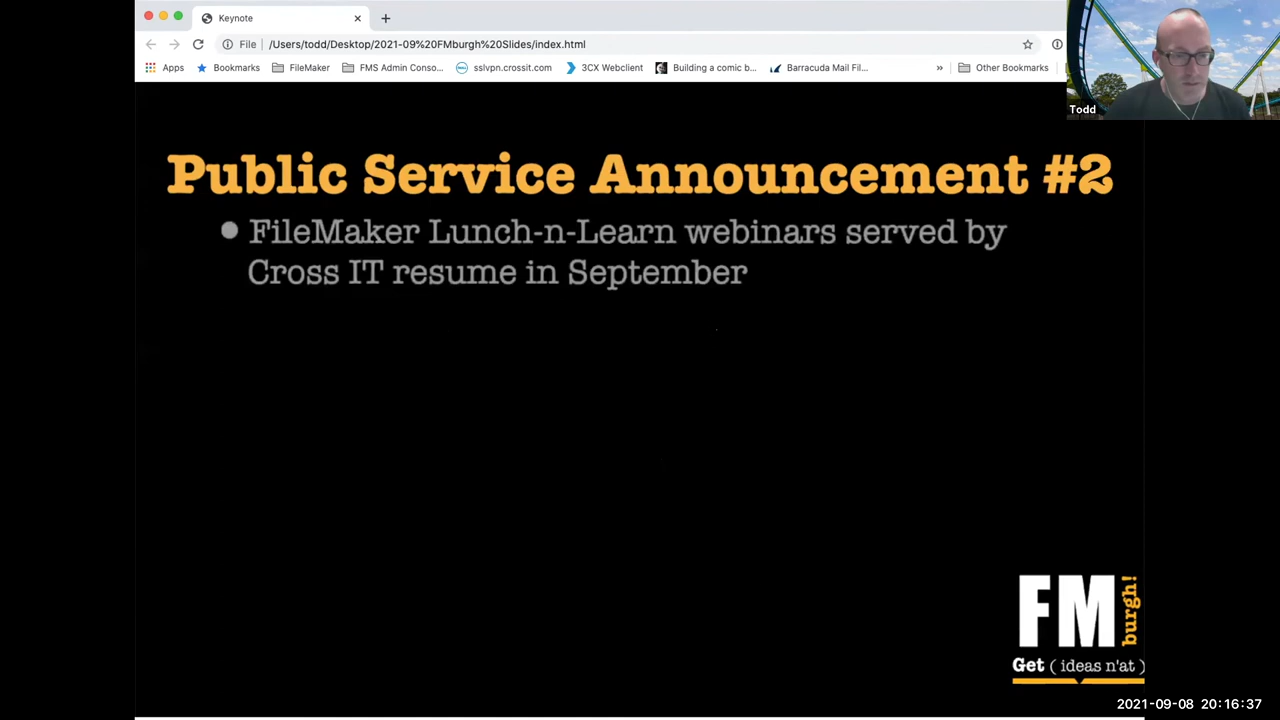 Keynote
File
/Users/todd/Desktop/2021-09%20FMburgh%20Slides/index.html
Apps
Bookmarks
FileMaker
FMS Admin Conso...
sslvpn.crossit.com
3CX Webclient
Building a comic b...
Barracuda Mail Fil...
»
Other Bookmarks
Todd
Public Service Announcement #2
FileMaker Lunch-n-Learn webinars served by
Cross IT resume in September
FM
burgh!
Get ( ideas n'at )
2021-09-08 20:16:37